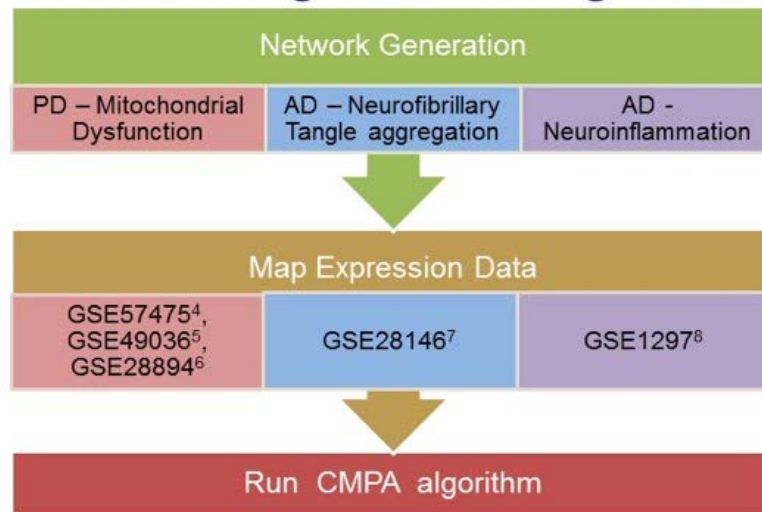 Network Generation
PD – Mitochondrial
Dysfunction
AD – Neurofibrillary
Tangle aggregation
AD -
Neuroinflammation
Map Expression Data
GSE57475⁴,
GSE49036⁵,
GSE28894⁶
GSE28146⁷
GSE1297⁸
Run CMPA algorithm